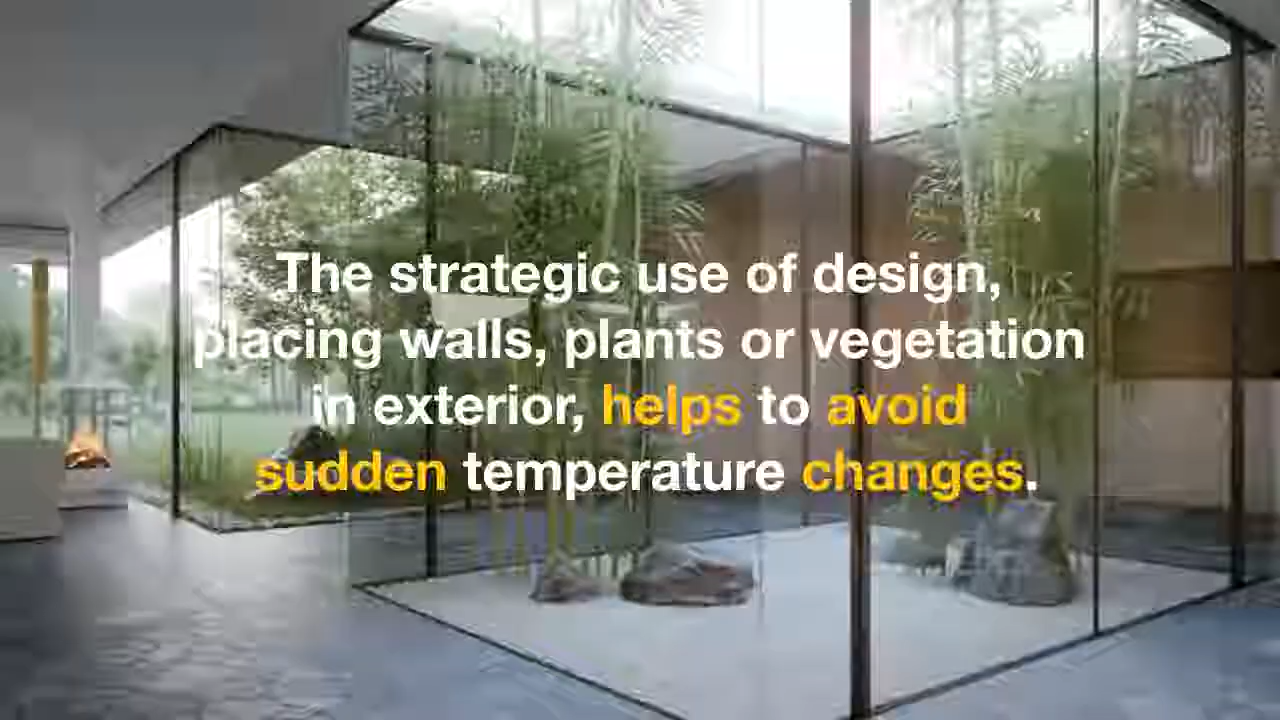 The strategic use of design,
placing walls, plants or vegetation
in exterior, helps to avoid
sudden temperature changes.